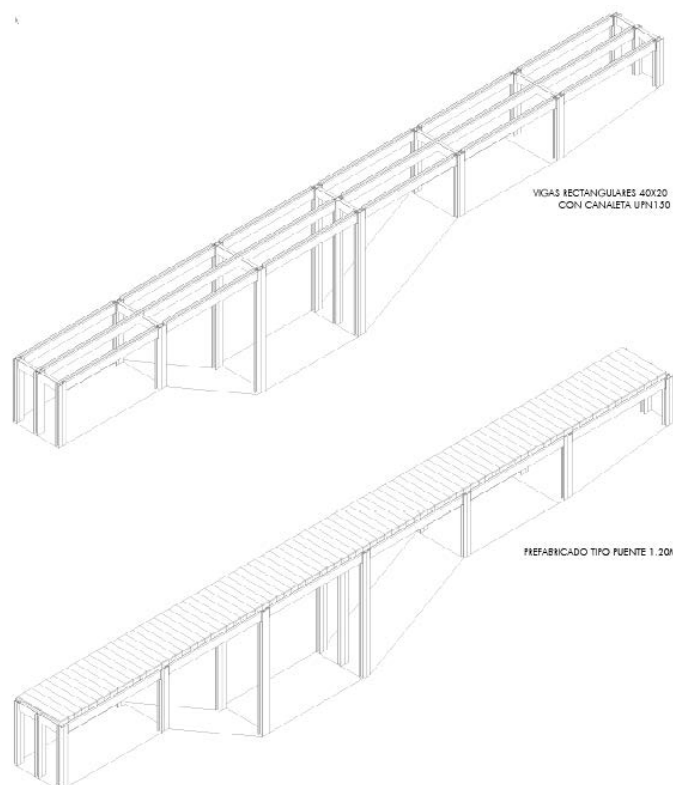 VIGAS RECTANGULARES 40X20
CON CANALETA UPN150
PREFABRICADO TIPO PUENTE 1.20M